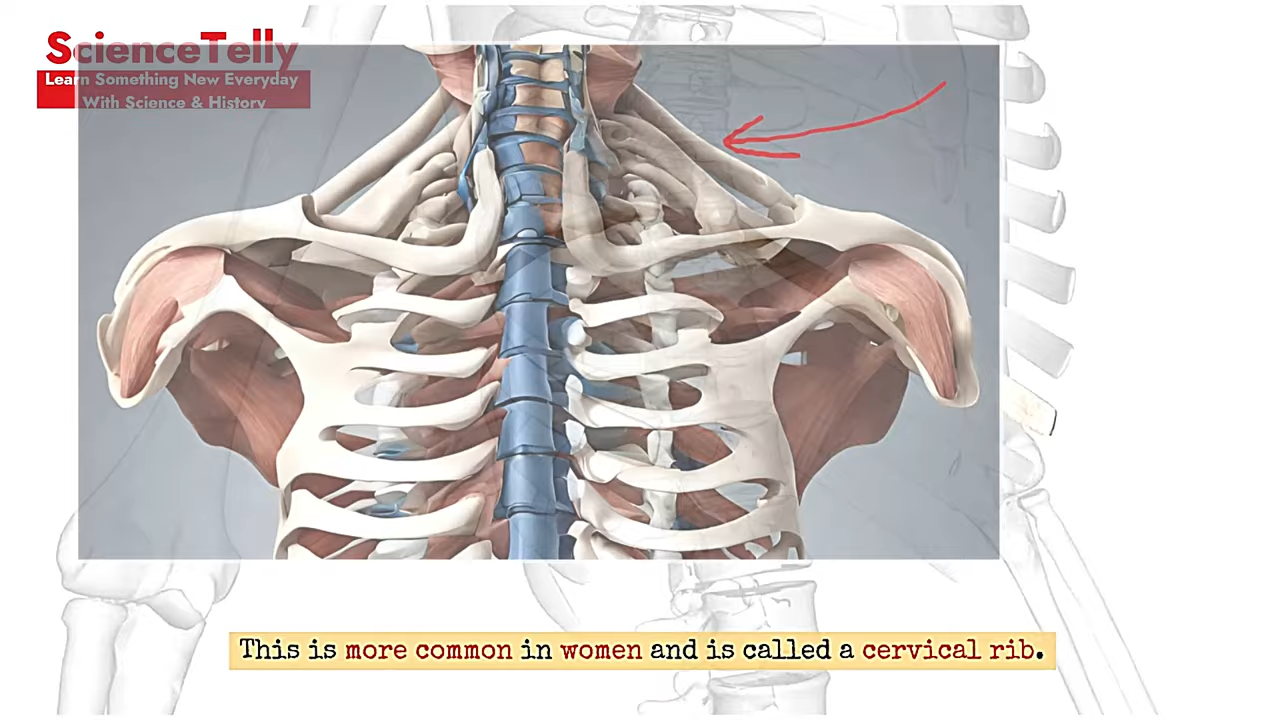 ScienceTelly
Learn Something New Everyday
With Science & History
This is more common in women and is called a cervical rib.